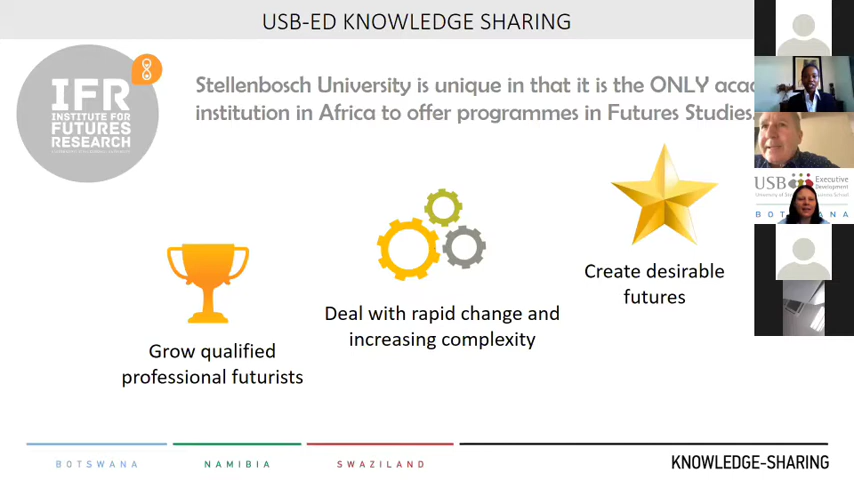 USB-ED KNOWLEDGE SHARING
IFR
INSTITUTE FOR
FUTURES
RESEARCH
Stellenbosch University is unique in that it is the ONLY
institution in Africa to offer programmes in Futures Studies.
Grow qualified
professional futurists
Deal with rapid change and
increasing complexity
Create desirable
futures
USB Executive
Development
BOTSWANA
BOTSWANA
NAMIBIA
SWAZILAND
KNOWLEDGE-SHARING